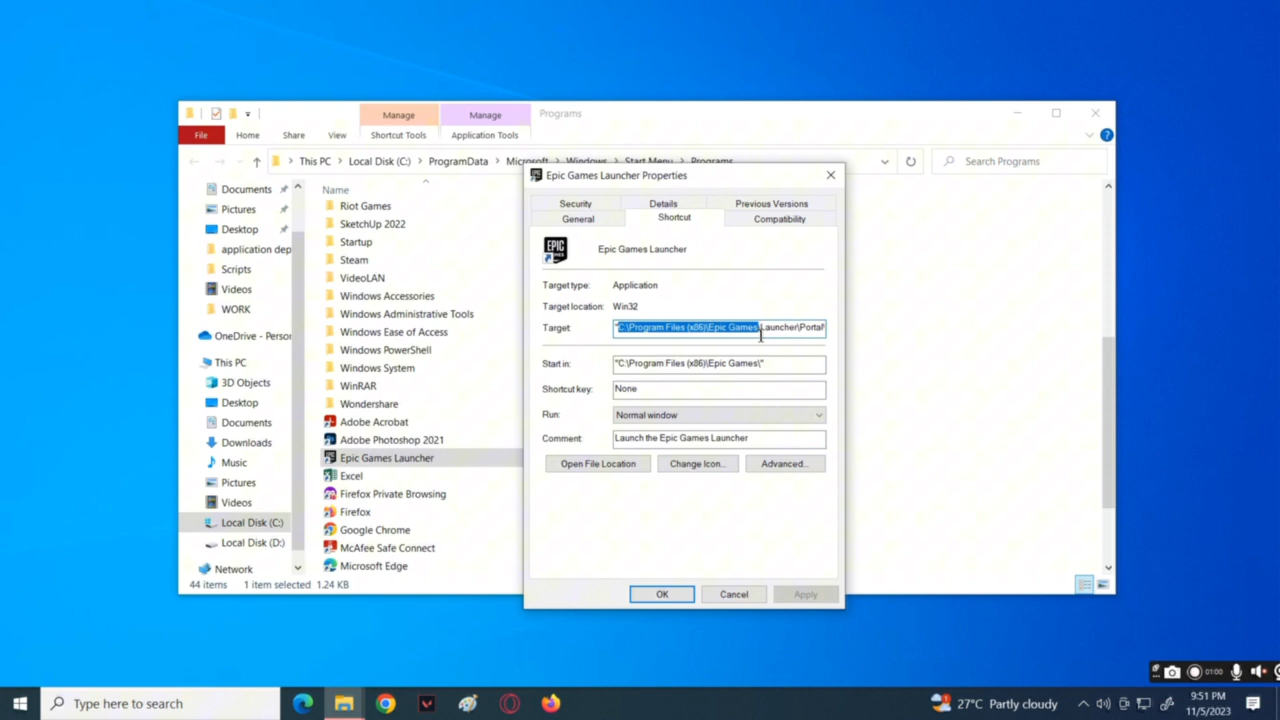 Manage
Manage
Programs
File
Home
Share
View
Shortcut Tools
Application Tools
This PC
Local Disk (C:)
ProgramData
Microsoft
Windows
Start Menu
Programs
Search Programs
Documents
Pictures
Desktop
application dep
Scripts
Videos
WORK
OneDrive - Person
This PC
3D Objects
Desktop
Documents
Downloads
Music
Pictures
Videos
Local Disk (C:)
Local Disk (D:)
Network
Name
Riot Games
SketchUp 2022
Startup
Steam
VideoLAN
Windows Accessories
Windows Administrative Tools
Windows Ease of Access
Windows PowerShell
Windows System
WinRAR
Wondershare
Adobe Acrobat
Adobe Photoshop 2021
Epic Games Launcher
Excel
Firefox Private Browsing
Firefox
Google Chrome
McAfee Safe Connect
Microsoft Edge
44 items
1 item selected 1.24 KB
Epic Games Launcher Properties
Security
Details
Previous Versions
General
Shortcut
Compatibility
EPIC
Epic Games Launcher
Target type: Application
Target location: Win32
Target: "C:\Program Files (x86)\Epic Games\Launcher\Portal\
Start in: "C:\Program Files (x86)\Epic Games\"
Shortcut key: None
Run: Normal window
Comment: Launch the Epic Games Launcher
Open File Location
Change Icon...
Advanced...
OK
Cancel
Apply
01:00
Type here to search
27°C Partly cloudy
9:51 PM
11/5/2023